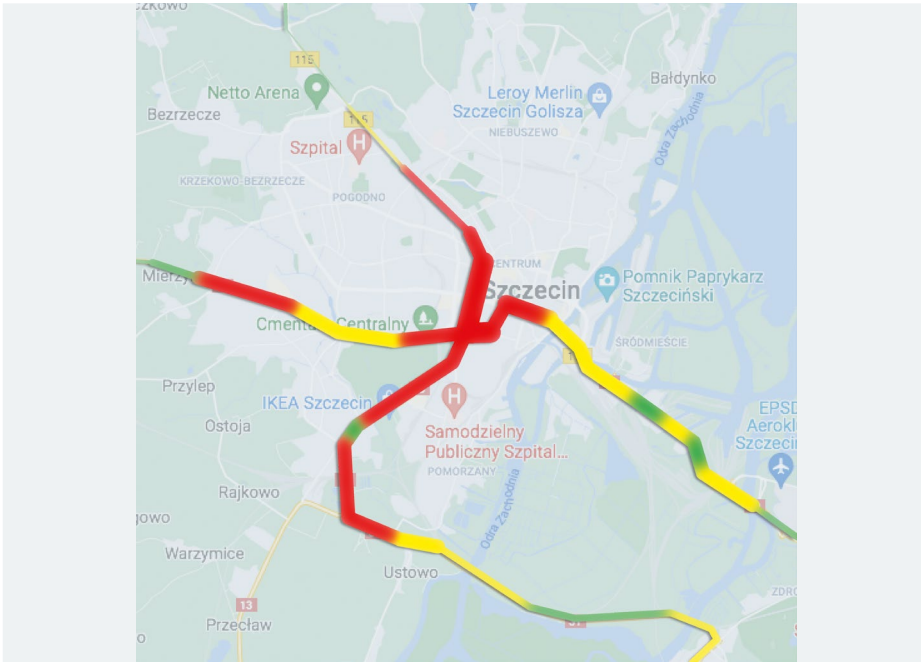 115
Netto Arena
Bezrzecze
Bałdynko
Leroy Merlin
Szczecin Golisza
NIEBUSZEWO
Odra Zachodnia
Szpital
KRZEKOWO-BEZRZECZE
POGODNO
CENTRUM
Szczecin
Pomnik Paprykarz
Szczeciński
Centralny
ŚRÓDMIEŚCIE
Przylep
IKEA Szczecin
Ostoja
Samodzielny
Publiczny Szpital...
POMORZANY
Szczeci
Rajkowo
Odra Zachodnia
Warzymice
Ustowo
13
Przecław